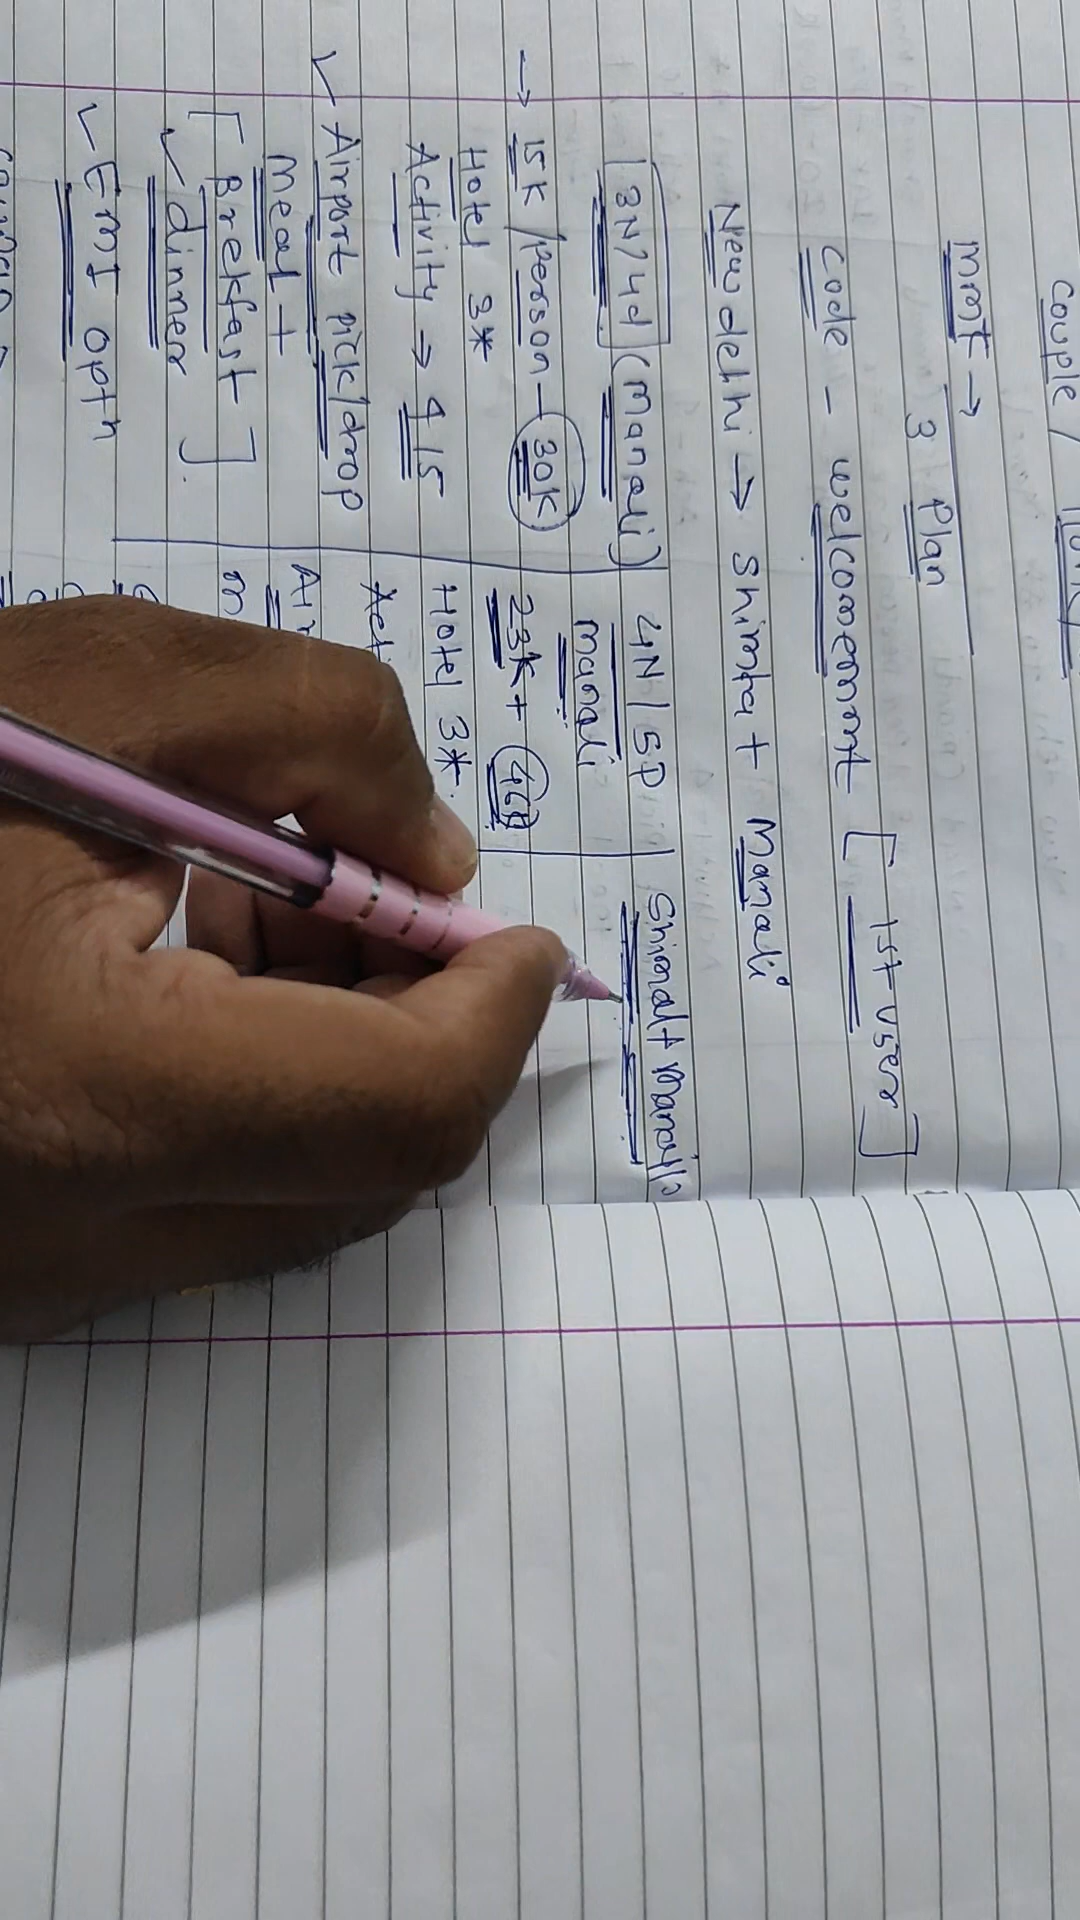 Couple /
mmt →
3 Plan
Code - welcomemmt [1st user]
New delhi → Shimla + Manali
3N/4d (Manali)
→ 15K /person - 30K
Hotel 3*
Activity → 4/5
✓ Airport pick/drop
Meal +
[Brekfast
✓ dinner].
✓ EMI optn
4N/5D
manali
23K + 46K
Hotel 3*.
Shimla + Manali